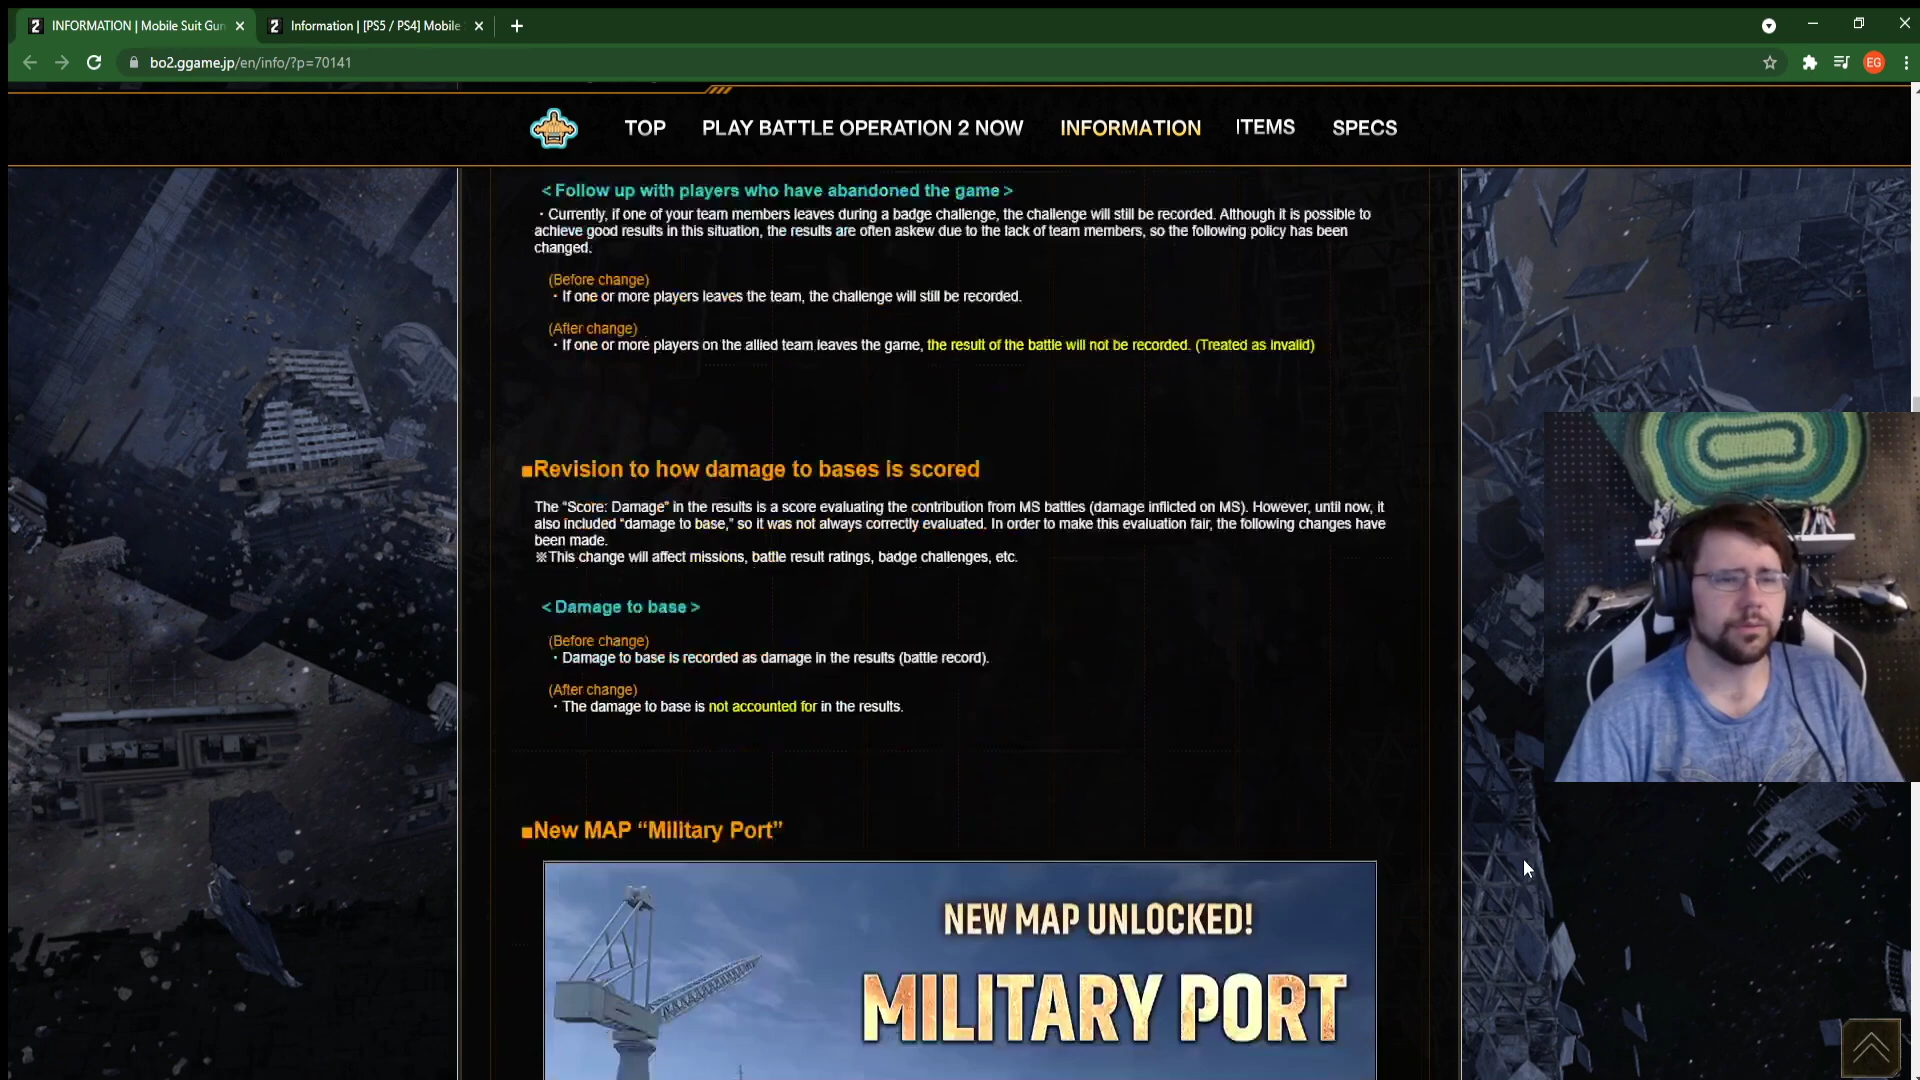 INFORMATION | Mobile Suit Gun
Information | [PS5 / PS4] Mobile
bo2.ggame.jp/en/info/?p=70141
EG
TOP
PLAY BATTLE OPERATION 2 NOW
INFORMATION
ITEMS
SPECS
<Follow up with players who have abandoned the game>
・Currently, if one of your team members leaves during a badge challenge, the challenge will still be recorded. Although it is possible to
achieve good results in this situation, the results are often askew due to the lack of team members, so the following policy has been
changed.
(Before change)
・If one or more players leaves the team, the challenge will still be recorded.
(After change)
・If one or more players on the allied team leaves the game, the result of the battle will not be recorded. (Treated as invalid)
■Revision to how damage to bases is scored
The “Score: Damage” in the results is a score evaluating the contribution from MS battles (damage inflicted on MS). However, until now, it
also included “damage to base,” so it was not always correctly evaluated. In order to make this evaluation fair, the following changes have
been made.
※This change will affect missions, battle result ratings, badge challenges, etc.
<Damage to base>
(Before change)
・Damage to base is recorded as damage in the results (battle record).
(After change)
・The damage to base is not accounted for in the results.
■New MAP “Military Port”
NEW MAP UNLOCKED!
MILITARY PORT